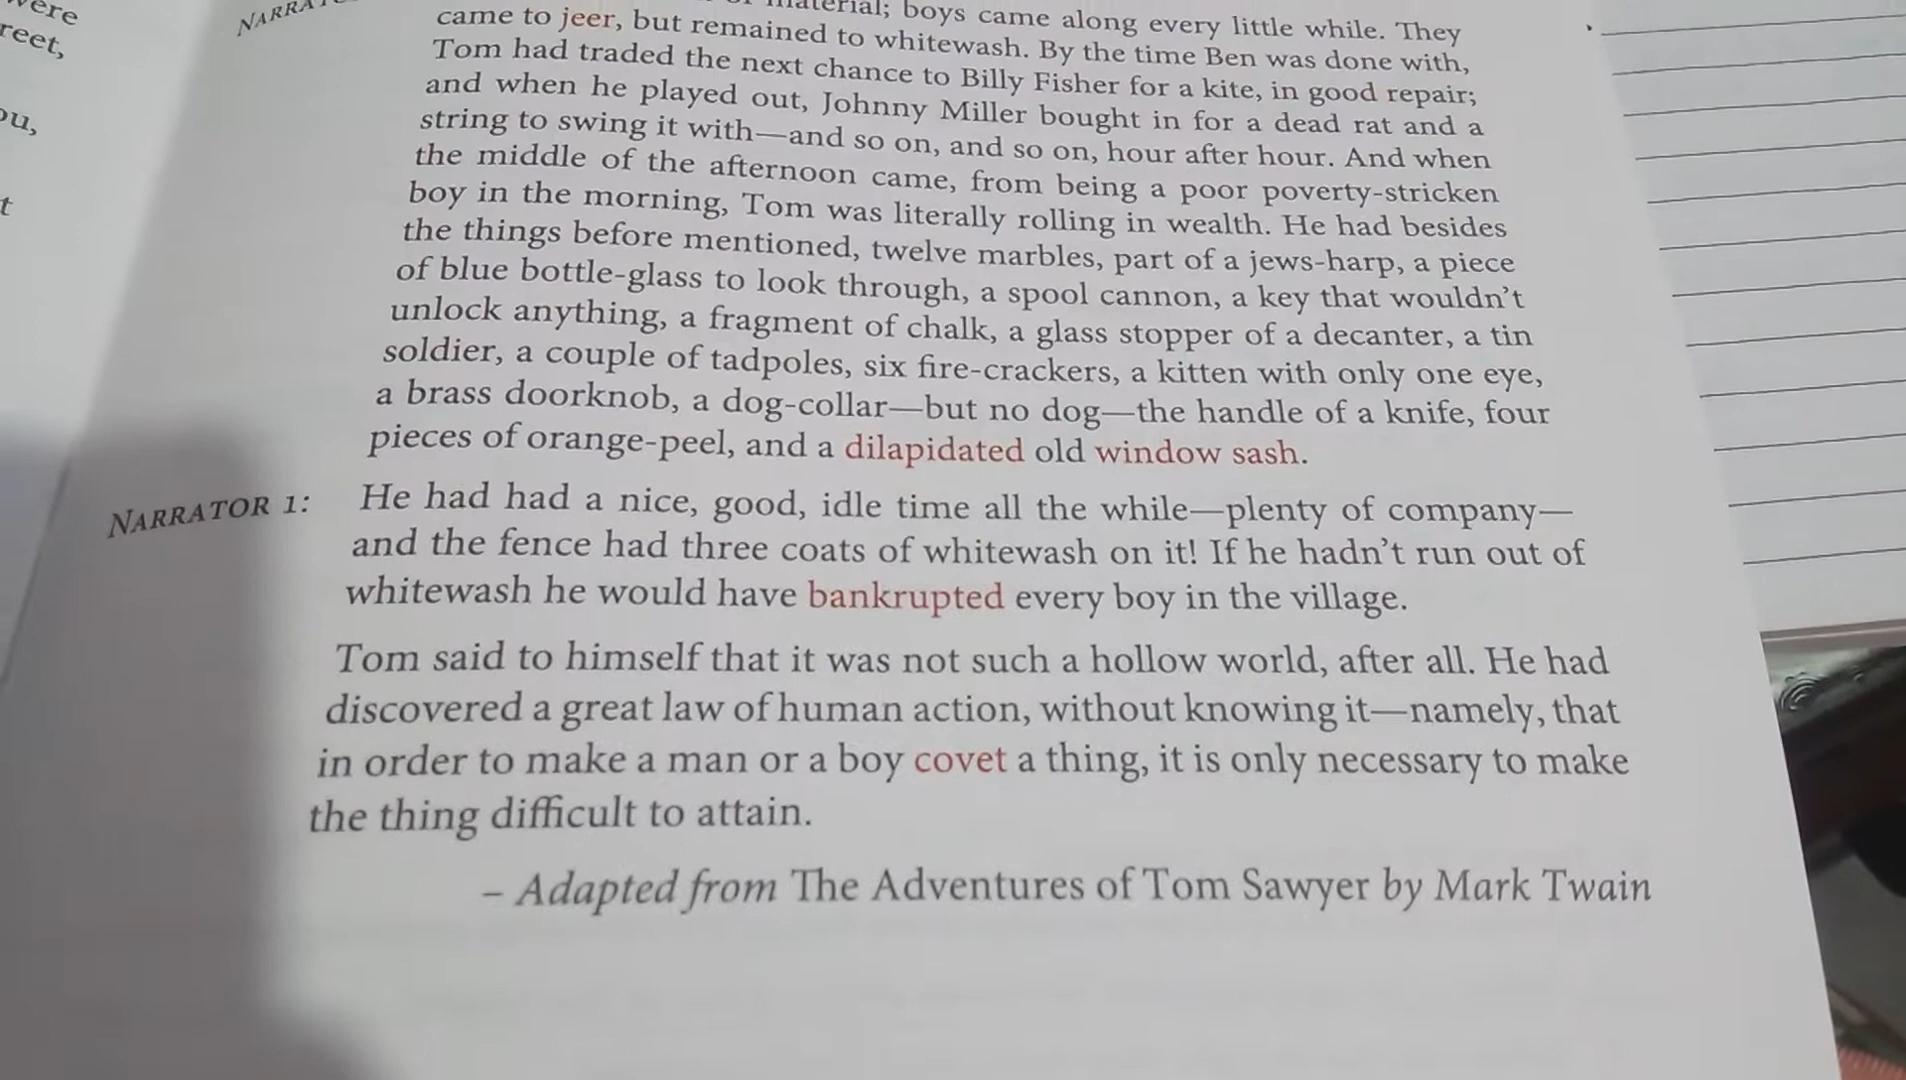 were
reet,
ou,
t
material; boys came along every little while. They
came to jeer, but remained to whitewash. By the time Ben was done with,
Tom had traded the next chance to Billy Fisher for a kite, in good repair;
and when he played out, Johnny Miller bought in for a dead rat and a
string to swing it with—and so on, and so on, hour after hour. And when
the middle of the afternoon came, from being a poor poverty-stricken
boy in the morning, Tom was literally rolling in wealth. He had besides
the things before mentioned, twelve marbles, part of a jews-harp, a piece
of blue bottle-glass to look through, a spool cannon, a key that wouldn't
unlock anything, a fragment of chalk, a glass stopper of a decanter, a tin
soldier, a couple of tadpoles, six fire-crackers, a kitten with only one eye,
a brass doorknob, a dog-collar—but no dog—the handle of a knife, four
pieces of orange-peel, and a dilapidated old window sash.
NARRATOR 1: He had had a nice, good, idle time all the while—plenty of company—
and the fence had three coats of whitewash on it! If he hadn't run out of
whitewash he would have bankrupted every boy in the village.
Tom said to himself that it was not such a hollow world, after all. He had
discovered a great law of human action, without knowing it—namely, that
in order to make a man or a boy covet a thing, it is only necessary to make
the thing difficult to attain.
– Adapted from The Adventures of Tom Sawyer by Mark Twain